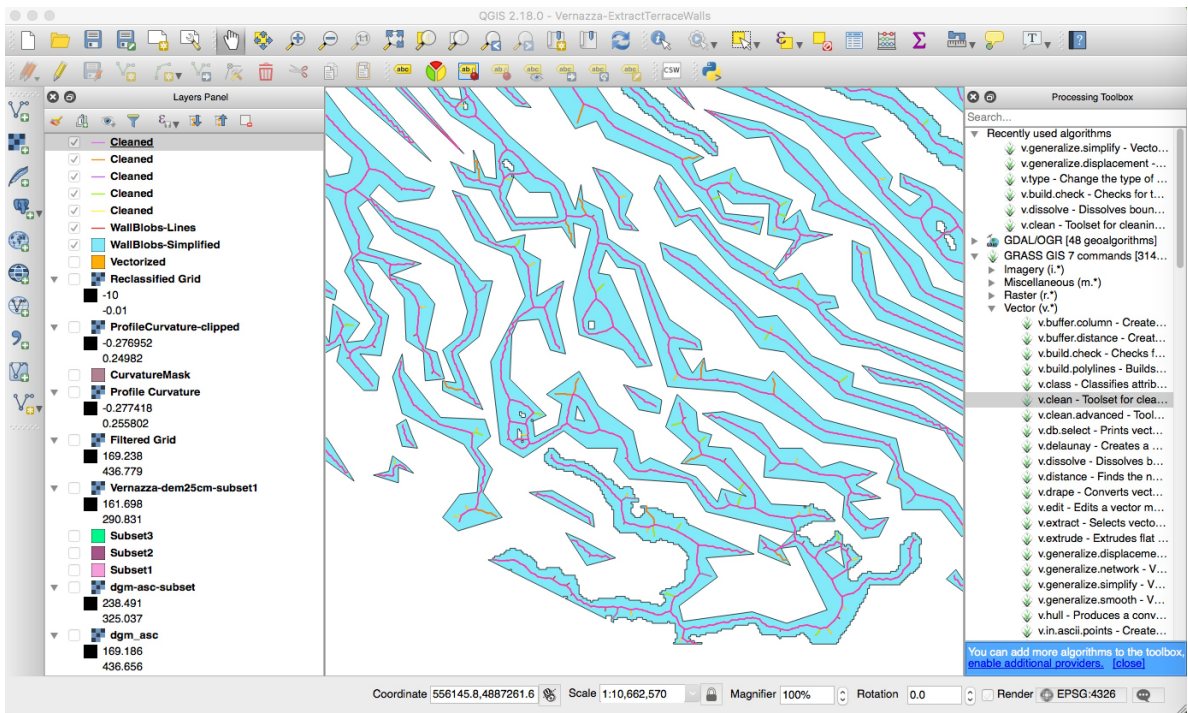 QGIS 2.18.0 - Vernazza-ExtractTerraceWalls
Layers Panel
Cleaned
Cleaned
Cleaned
Cleaned
Cleaned
WallBlobs-Lines
WallBlobs-Simplified
Vectorized
Reclassified Grid
-10
-0.01
ProfileCurvature-clipped
-0.276952
0.24982
CurvatureMask
Profile Curvature
-0.277418
0.255802
Filtered Grid
169.238
436.779
Vernazza-dem25cm-subset1
161.698
290.831
Subset3
Subset2
Subset1
dgm-asc-subset
238.491
325.037
dgm_asc
169.186
436.656
Processing Toolbox
Search...
Recently used algorithms
v.generalize.simplify - Vecto...
v.generalize.displacement -...
v.type - Change the type of ...
v.build.check - Checks for t...
v.dissolve - Dissolves boun...
v.clean - Toolset for cleanin...
GDAL/OGR [48 geoalgorithms]
GRASS GIS 7 commands [314...
Imagery (i.*)
Miscellaneous (m.*)
Raster (r.*)
Vector (v.*)
v.buffer.column - Create...
v.buffer.distance - Creat...
v.build.check - Checks f...
v.build.polylines - Builds...
v.class - Classifies attrib...
v.clean - Toolset for clea...
v.clean.advanced - Tool...
v.db.select - Prints vect...
v.delaunay - Creates a ...
v.dissolve - Dissolves b...
v.distance - Finds the n...
v.drape - Converts vect...
v.edit - Edits a vector m...
v.extract - Selects vecto...
v.extrude - Extrudes flat ...
v.generalize.displaceme...
v.generalize.network - V...
v.generalize.simplify - V...
v.generalize.smooth - V...
v.hull - Produces a conv...
v.in.ascii.points - Create...
You can add more algorithms to the toolbox,
enable additional providers. [close]
Coordinate 556145.8,4887261.6 Scale 1:10,662,570 Magnifier 100% Rotation 0.0 Render EPSG:4326